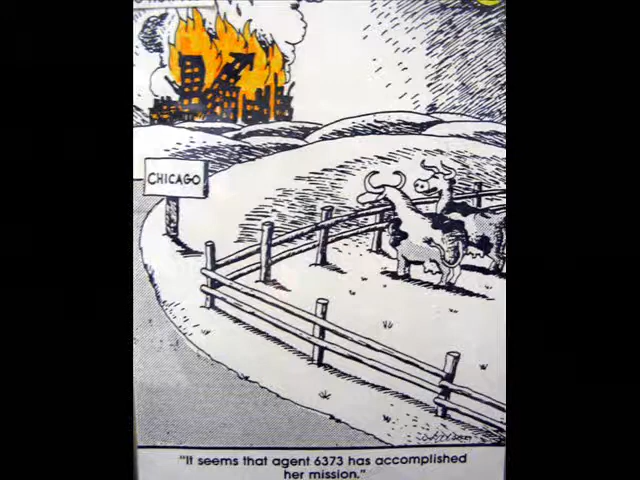 CHICAGO
"It seems that agent 6373 has accomplished
her mission."